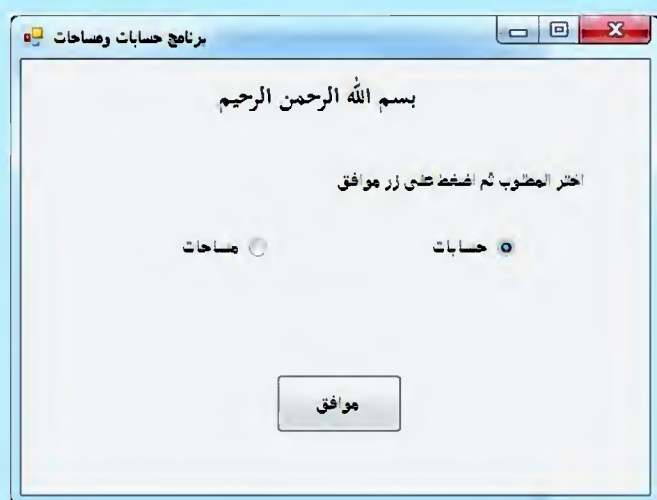 برنامج حسابات ومساحات
بسم الله الرحمن الرحيم
اختر المطلوب ثم اضغط على زر موافق
حسابات
مساحات
موافق